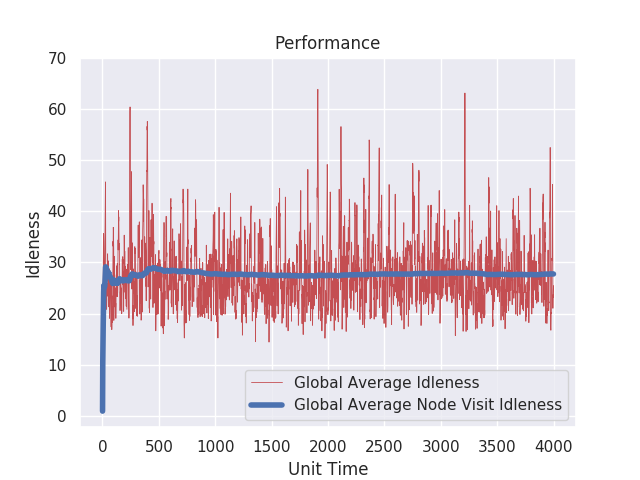 Performance
70
60
50
40
30
20
10
0
Idleness
Global Average Idleness
Global Average Node Visit Idleness
0 500 1000 1500 2000 2500 3000 3500 4000
Unit Time